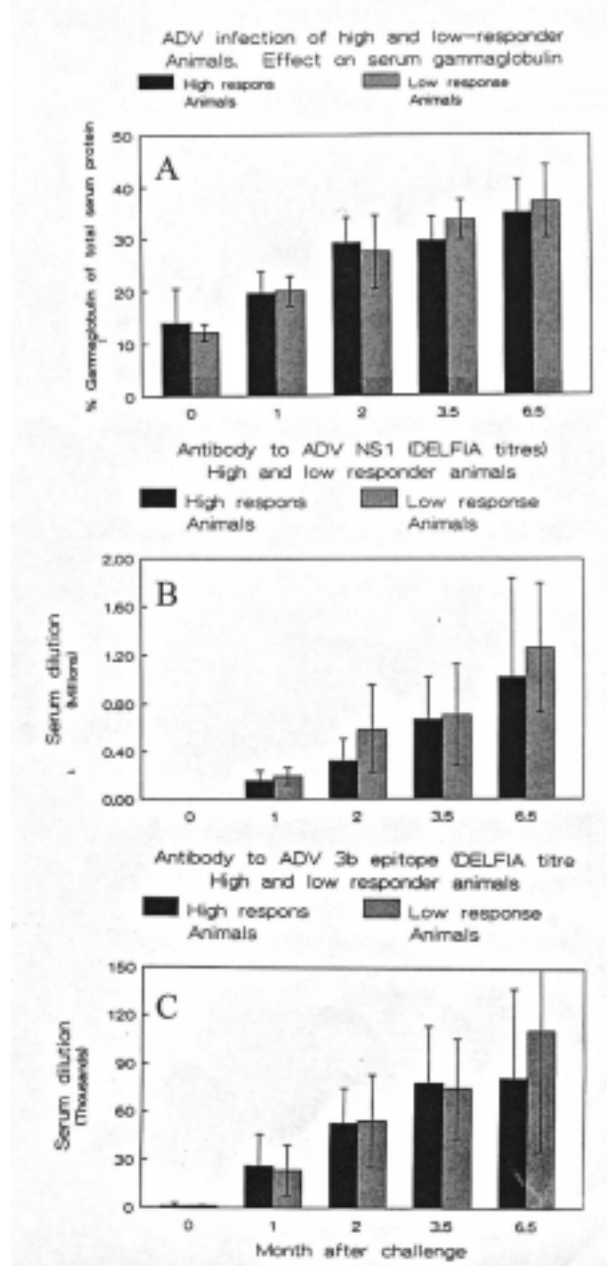 ADV infection of high and low-responder
Animals. Effect on serum gammaglobulin
High respons Animals
Low response Animals
% Gammaglobulin of total serum protein
50
40
30
20
10
0
A
0 1 2 3.5 6.5
Antibody to ADV NS1 (DELFIA titres)
High and low responder animals
High respons Animals
Low response Animals
Serum dilution
(Millions)
2.00
1.60
1.20
0.80
0.40
0.00
B
0 1 2 3.5 6.5
Antibody to ADV 3b epitope (DELFIA titre
High and low responder animals
High respons Animals
Low response Animals
Serum dilution
(Thousands)
150
120
90
60
30
0
C
0 1 2 3.5 6.5
Month after challenge